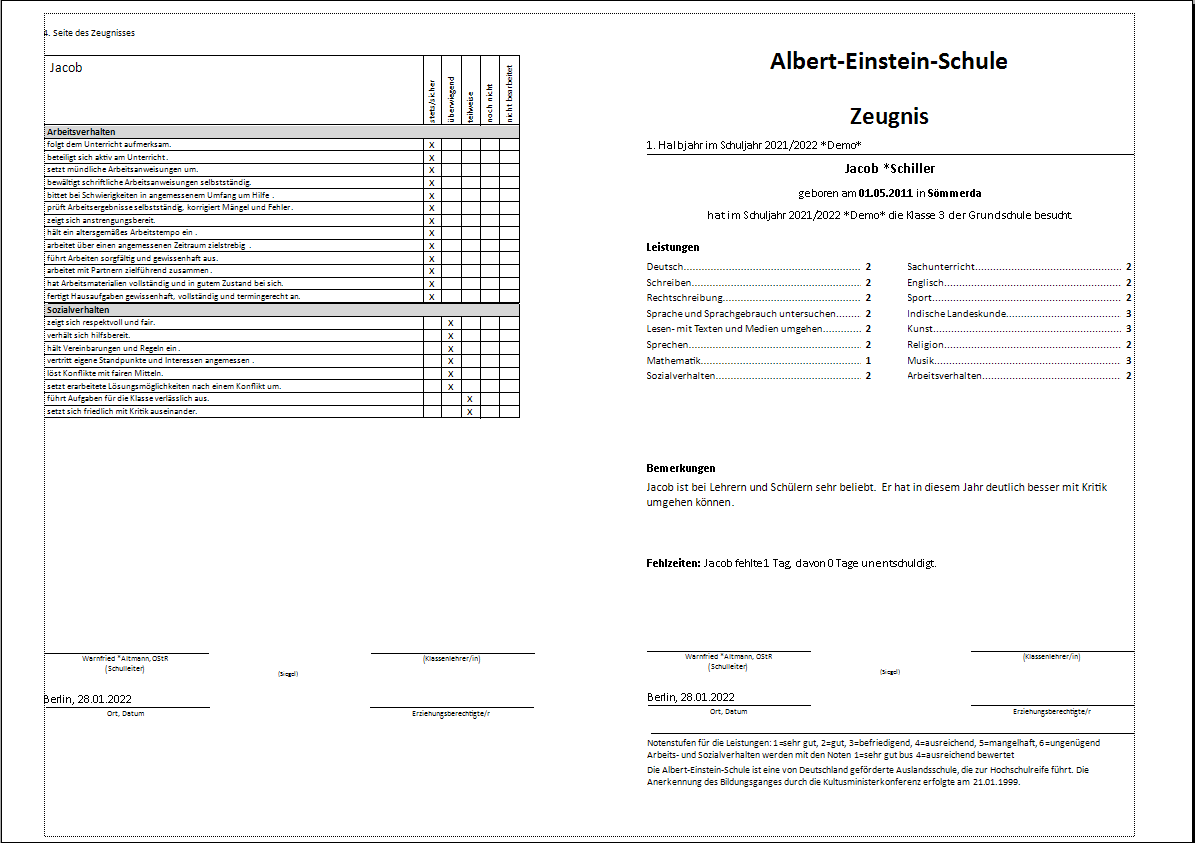 4. Seite des Zeugnisses
Jacob
stets/sicher
überwiegend
teilweise
noch nicht
nicht bearbeitet
Arbeitsverhalten
folgt dem Unterricht aufmerksam. X
beteiligt sich aktiv am Unterricht. X
setzt mündliche Arbeitsanweisungen um. X
bewältigt schriftliche Arbeitsanweisungen selbstständig. X
bittet bei Schwierigkeiten in angemessenem Umfang um Hilfe . X
prüft Arbeitsergebnisse selbstständig, korrigiert Mängel und Fehler. X
zeigt sich anstrengungsbereit. X
hält ein altersgemäßes Arbeitstempo ein . X
arbeitet über einen angemessenen Zeitraum zielstrebig . X
führt Arbeiten sorgfältig und gewissenhaft aus. X
arbeitet mit Partnern zielführend zusammen. X
hat Arbeitsmaterialien vollständig und in gutem Zustand bei sich. X
fertigt Hausaufgaben gewissenhaft, vollständig und termingerecht an. X
Sozialverhalten
zeigt sich respektvoll und fair. X
verhält sich hilfsbereit. X
hält Vereinbarungen und Regeln ein . X
vertritt eigene Standpunkte und Interessen angemessen . X
löst Konflikte mit fairen Mitteln. X
setzt erarbeitete Lösungsmöglichkeiten nach einem Konflikt um. X
führt Aufgaben für die Klasse verlässlich aus. X
setzt sich friedlich mit Kritik auseinander. X
Warnfried *Altmann, OStR
(Schulleiter)
(Siegel)
(Klassenlehrer/in)
Berlin, 28.01.2022
Ort, Datum
Erziehungsberechtigte/r
Albert-Einstein-Schule
Zeugnis
1. Halbjahr im Schuljahr 2021/2022 *Demo*
Jacob *Schiller
geboren am 01.05.2011 in Sömmerda
hat im Schuljahr 2021/2022 *Demo* die Klasse 3 der Grundschule besucht.
Leistungen
Deutsch 2
Schreiben 2
Rechtschreibung 2
Sprache und Sprachgebrauch untersuchen 2
Lesen- mit Texten und Medien umgehen 2
Sprechen 2
Mathematik 1
Sozialverhalten 2
Sachunterricht 2
Englisch 2
Sport 2
Indische Landeskunde 3
Kunst 3
Religion 2
Musik 3
Arbeitsverhalten 2
Bemerkungen
Jacob ist bei Lehrern und Schülern sehr beliebt. Er hat in diesem Jahr deutlich besser mit Kritik
umgehen können.
Fehlzeiten: Jacob fehlte1 Tag, davon 0 Tage unentschuldigt.
Warnfried *Altmann, OStR
(Schulleiter)
(Siegel)
(Klassenlehrer/in)
Berlin, 28.01.2022
Ort, Datum
Erziehungsberechtigte/r
Notenstufen für die Leistungen: 1=sehr gut, 2=gut, 3=befriedigend, 4=ausreichend, 5=mangelhaft, 6=ungenügend
Arbeits- und Sozialverhalten werden mit den Noten 1=sehr gut bus 4=ausreichend bewertet
Die Albert-Einstein-Schule ist eine von Deutschland geförderte Auslandsschule, die zur Hochschulreife führt. Die
Anerkennung des Bildungsganges durch die Kultusministerkonferenz erfolgte am 21.01.1999.